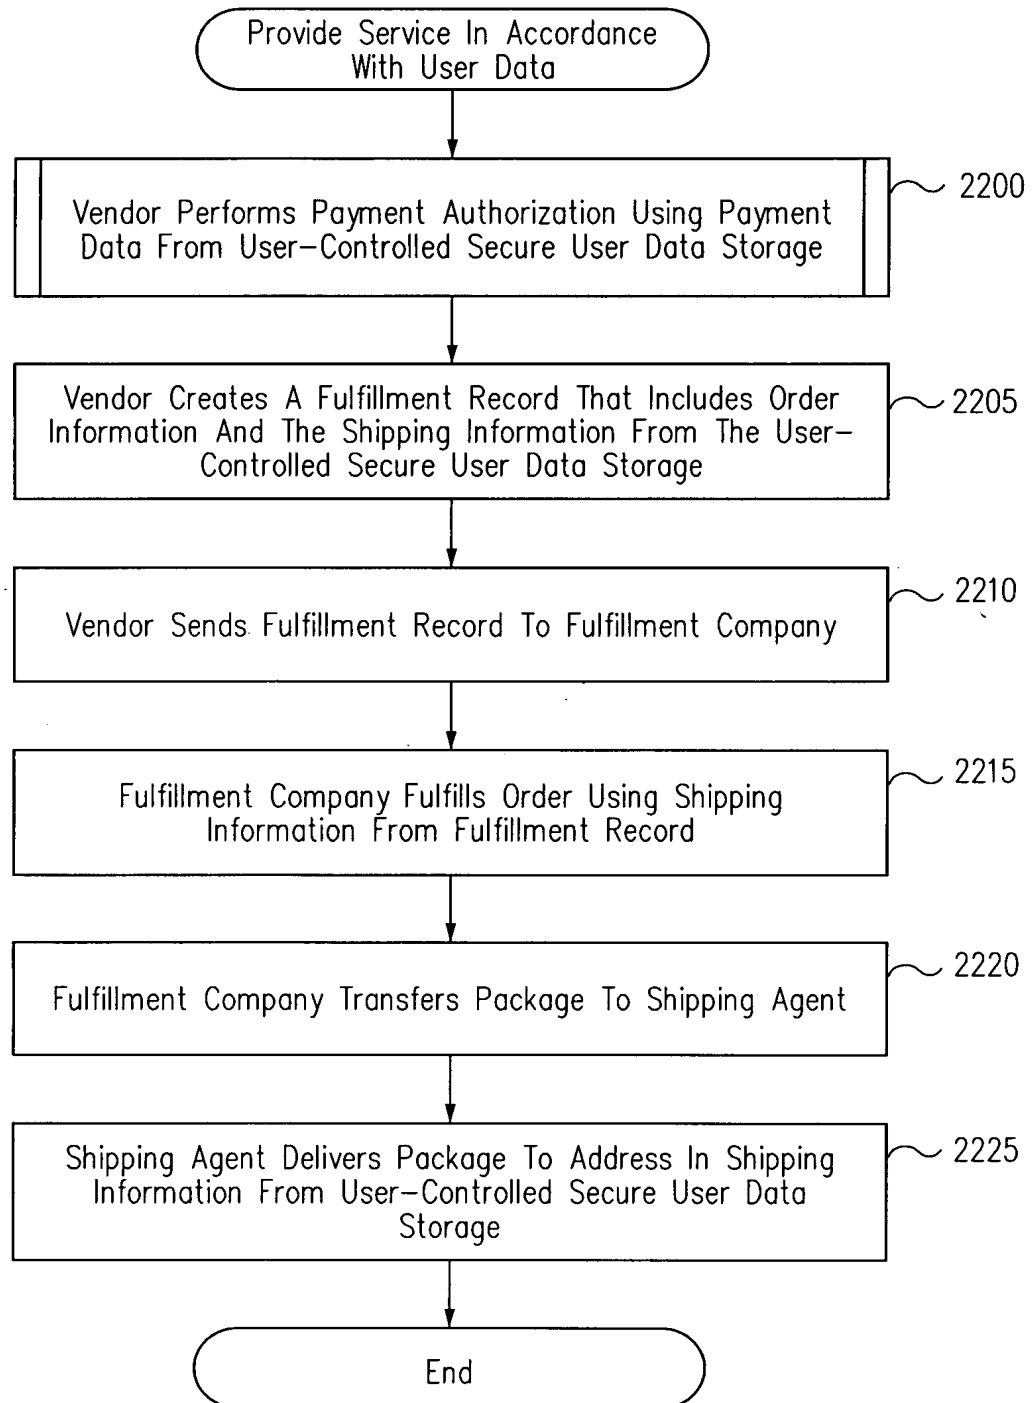 Provide Service In Accordance
With User Data
2200
Vendor Performs Payment Authorization Using Payment
Data From User-Controlled Secure User Data Storage
2205
Vendor Creates A Fulfillment Record That Includes Order
Information And The Shipping Information From The User-
Controlled Secure User Data Storage
2210
Vendor Sends Fulfillment Record To Fulfillment Company
2215
Fulfillment Company Fulfills Order Using Shipping
Information From Fulfillment Record
2220
Fulfillment Company Transfers Package To Shipping Agent
2225
Shipping Agent Delivers Package To Address In Shipping
Information From User-Controlled Secure User Data
Storage
End